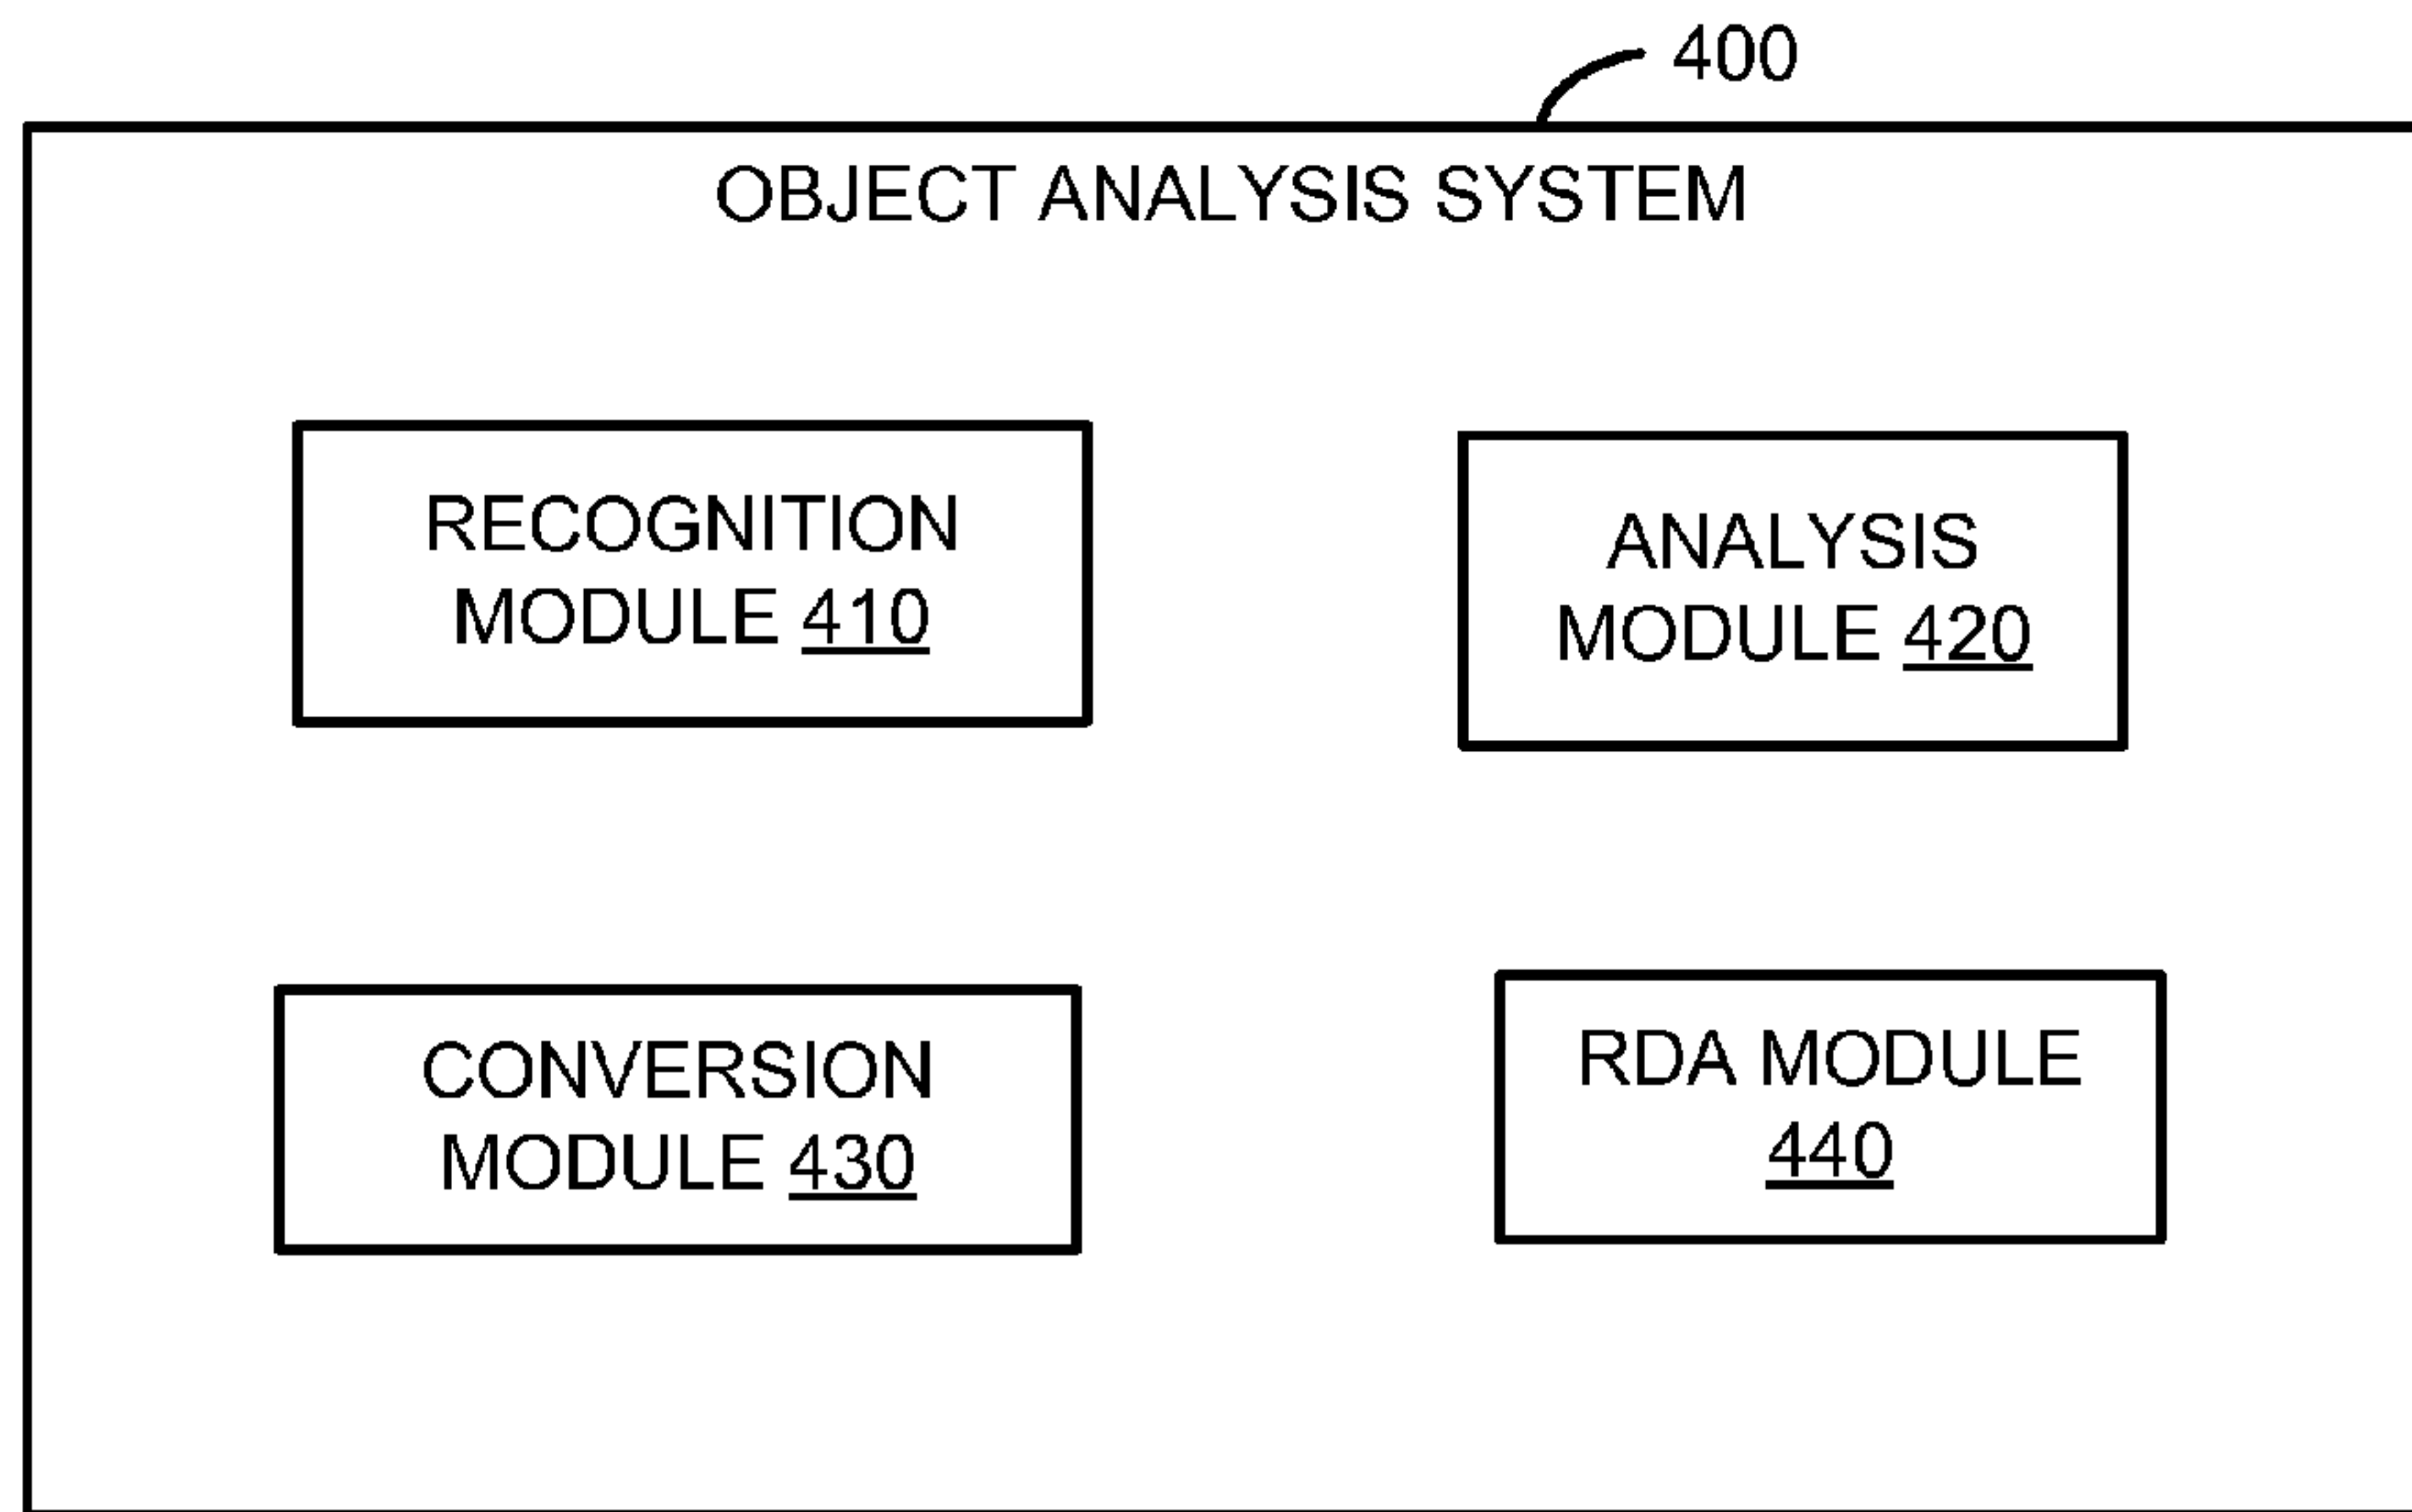 400
OBJECT ANALYSIS SYSTEM
RECOGNITION
MODULE 410
ANALYSIS
MODULE 420
CONVERSION
MODULE 430
RDA MODULE
440